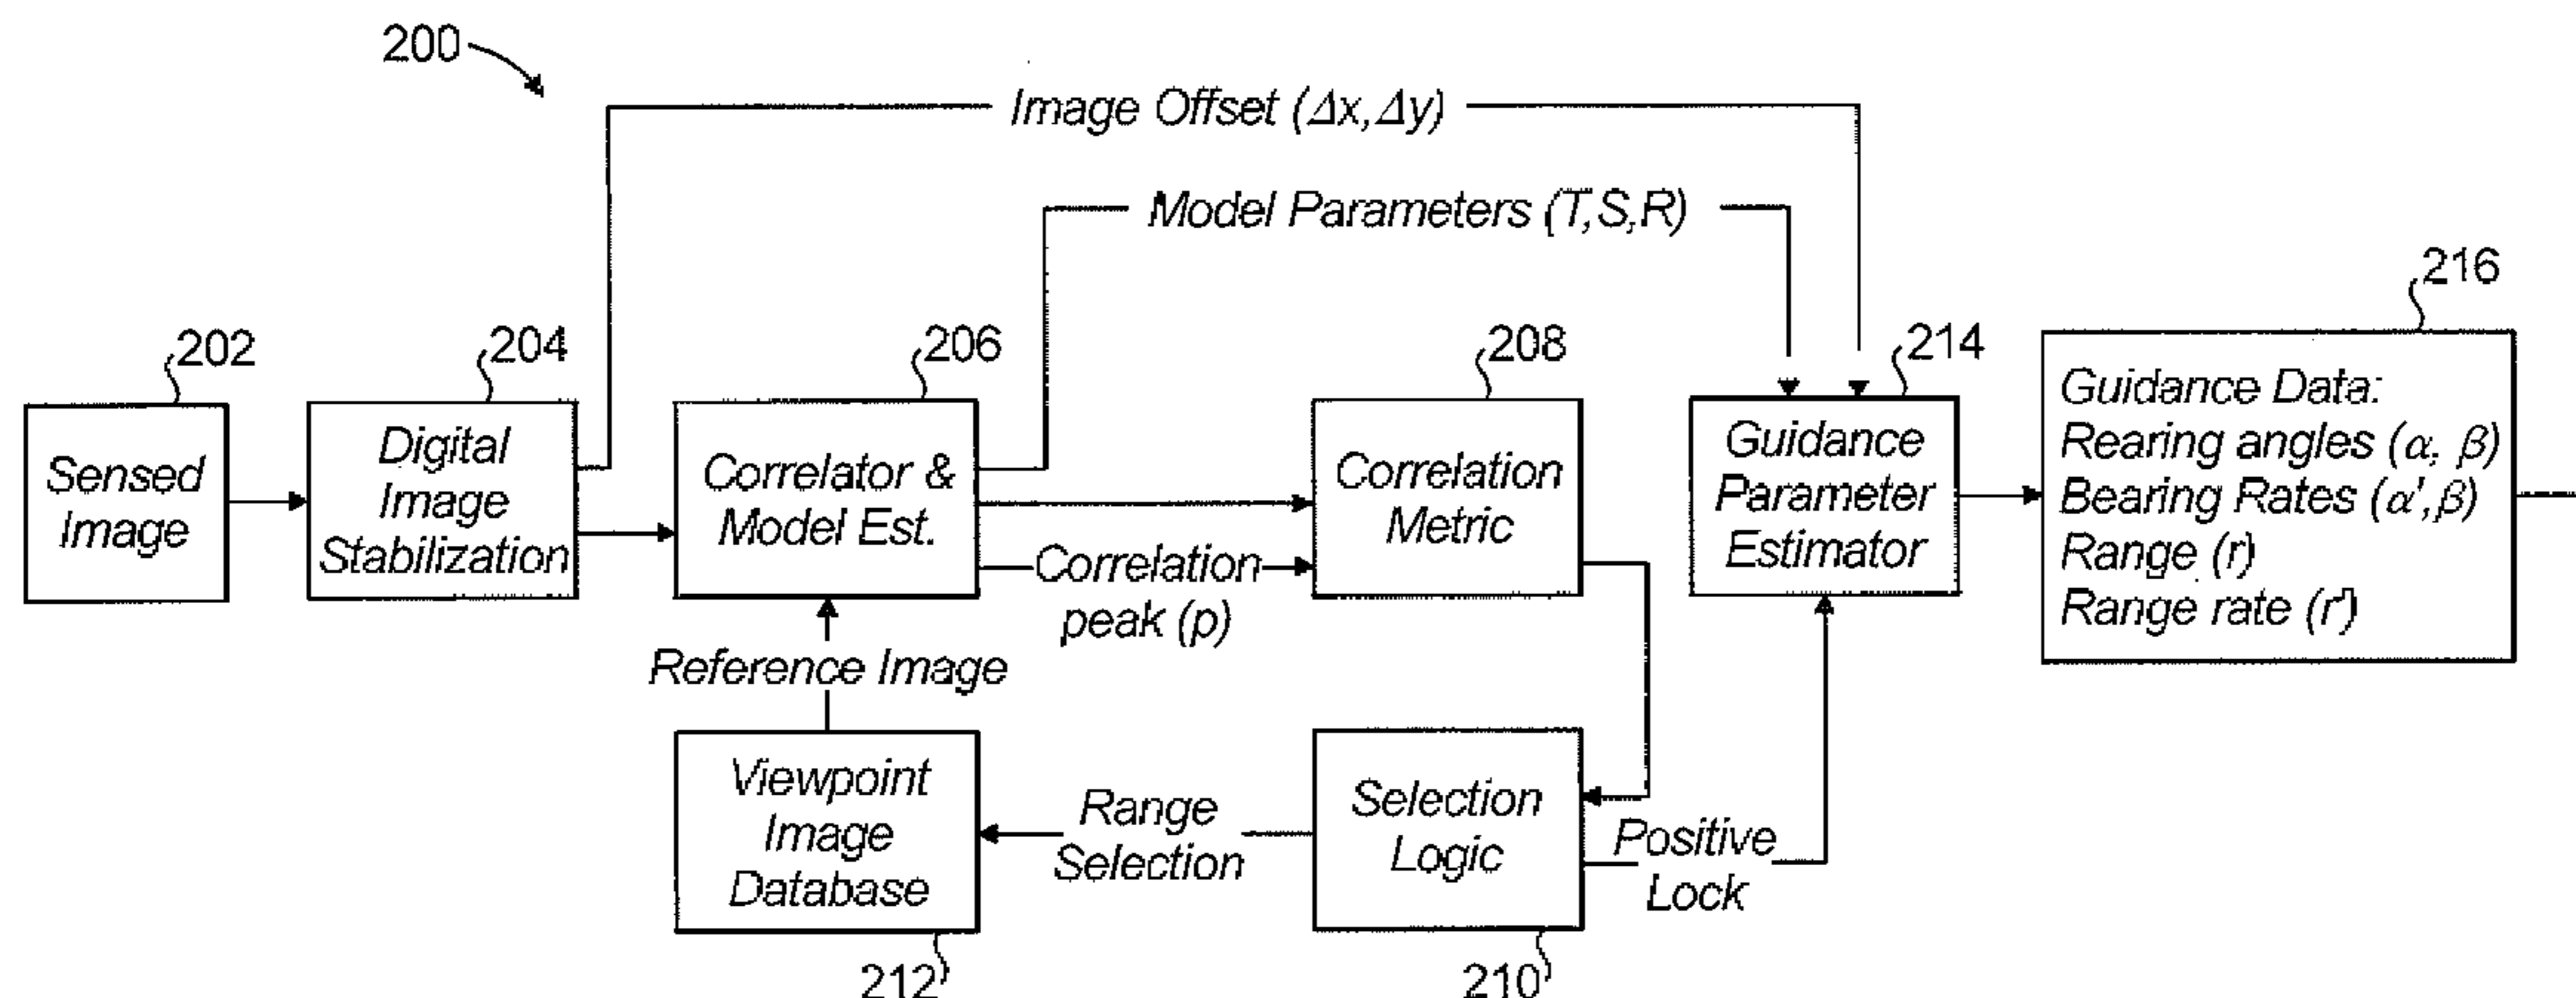 200
Image Offset (Δx,Δy)
Model Parameters (T,S,R)
202
204
206
208
214
216
Sensed
Image
Digital
Image
Stabilization
Correlator &
Model Est.
Correlation
Metric
Guidance
Parameter
Estimator
Guidance Data:
Rearing angles (α, β)
Bearing Rates (α',β)
Range (r)
Range rate (r')
Correlation
peak (p)
Reference Image
Viewpoint
Image
Database
Range
Selection
Selection
Logic
Positive
Lock
212
210